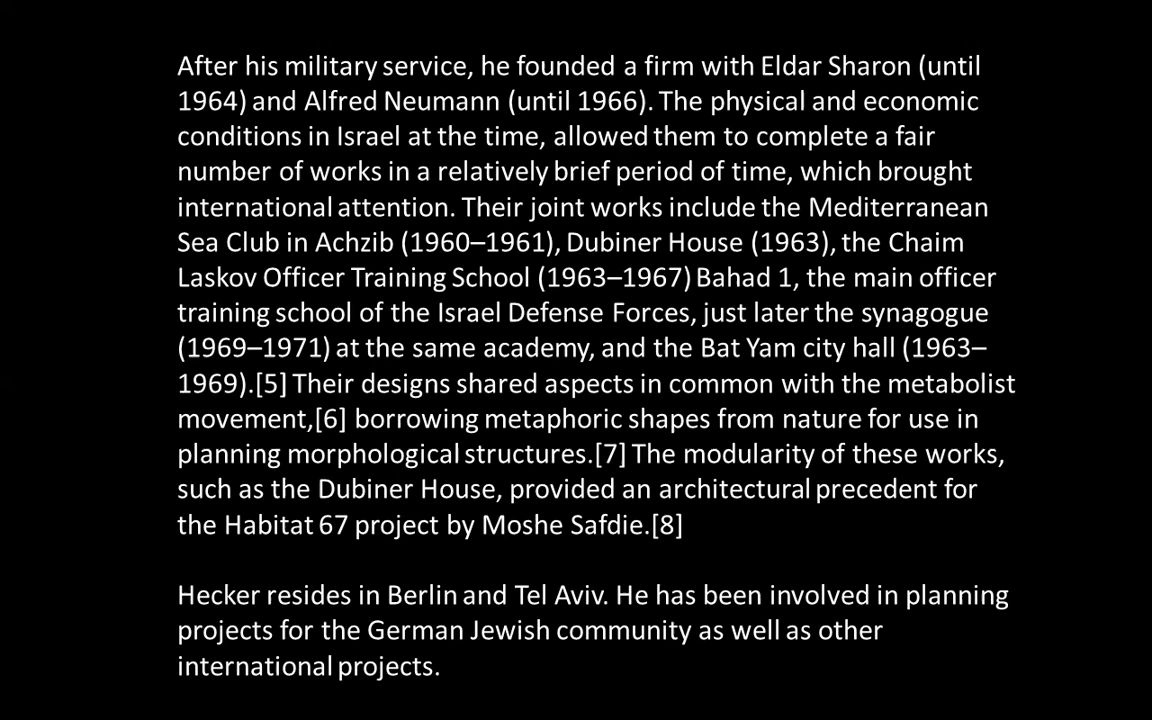 After his military service, he founded a firm with Eldar Sharon (until
1964) and Alfred Neumann (until 1966). The physical and economic
conditions in Israel at the time, allowed them to complete a fair
number of works in a relatively brief period of time, which brought
international attention. Their joint works include the Mediterranean
Sea Club in Achzib (1960–1961), Dubiner House (1963), the Chaim
Laskov Officer Training School (1963–1967) Bahad 1, the main officer
training school of the Israel Defense Forces, just later the synagogue
(1969–1971) at the same academy, and the Bat Yam city hall (1963–
1969).[5] Their designs shared aspects in common with the metabolist
movement,[6] borrowing metaphoric shapes from nature for use in
planning morphological structures.[7] The modularity of these works,
such as the Dubiner House, provided an architectural precedent for
the Habitat 67 project by Moshe Safdie.[8]
Hecker resides in Berlin and Tel Aviv. He has been involved in planning
projects for the German Jewish community as well as other
international projects.